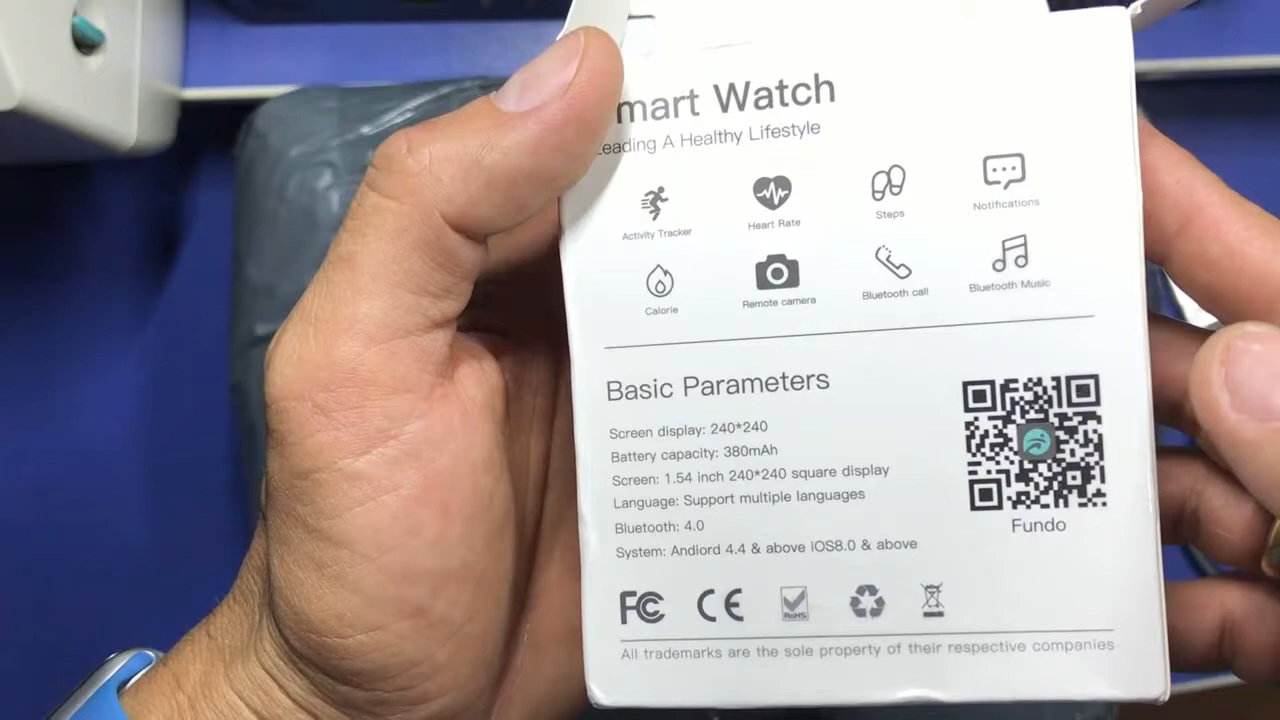 mart Watch
eading A Healthy Lifestyle
Activity Tracker
Heart Rate
Steps
Notifications
Calorie
Remote camera
Bluetooth call
Bluetooth Music
Basic Parameters
Screen display: 240*240
Battery capacity: 380mAh
Screen: 1.54 inch 240*240 square display
Language: Support multiple languages
Bluetooth: 4.0
System: Andiord 4.4 & above iOS8.0 & above
Fundo
FC CE RoHS
All trademarks are the sole property of their respective companies